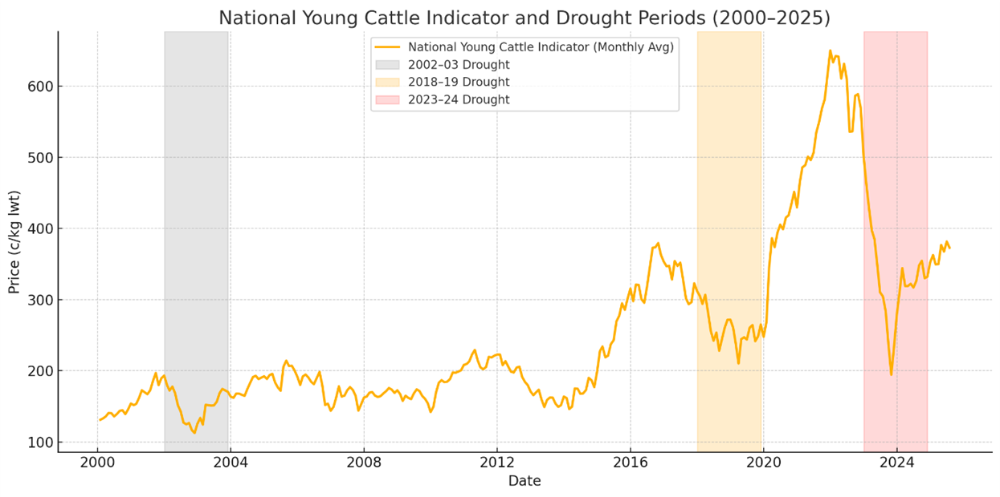 National Young Cattle Indicator and Drought Periods (2000–2025)
National Young Cattle Indicator (Monthly Avg)
2002–03 Drought
2018–19 Drought
2023–24 Drought
Price (c/kg lwt)
600
500
400
300
200
100
2000 2004 2008 2012 2016 2020 2024
Date